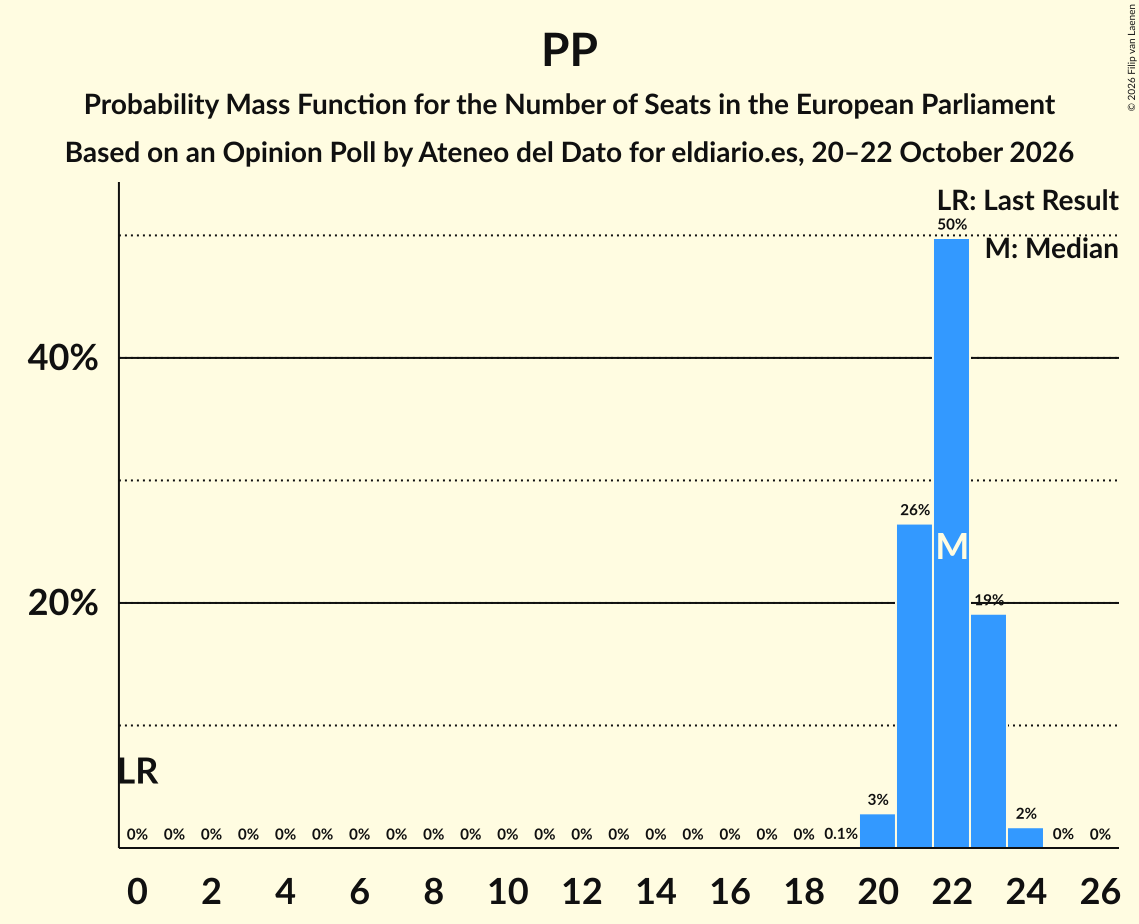 PP
Probability Mass Function for the Number of Seats in the European Parliament
Based on an Opinion Poll by Ateneo del Dato for eldiario.es, 20–22 October 2026
© 2026 Filip van Laenen
LR: Last Result
M: Median
50%
40%
26%
M
20%
19%
LR
0% 0% 0% 0% 0% 0% 0% 0% 0% 0% 0% 0% 0% 0% 0% 0% 0% 0% 0% 0.1% 3% 2% 0% 0%
0 2 4 6 8 10 12 14 16 18 20 22 24 26